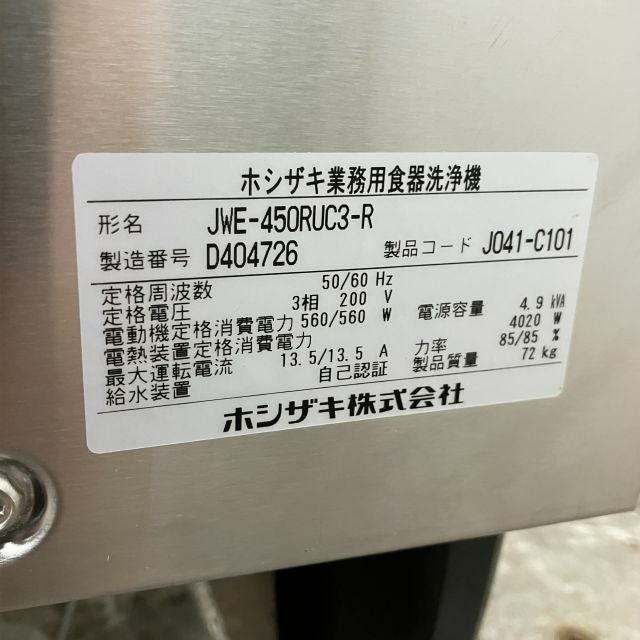 ホシザキ業務用食器洗浄機
形名 JWE-450RUC3-R
製造番号 D404726 製品コード J041-C101
定格周波数 50/60 Hz
定格電圧 3相 200 V 電源容量 4.9 kVA
電動機定格消費電力 560/560 W 4020 W
電熱装置定格消費電力 力率 85/85 %
最大運転電流 13.5/13.5 A 製品質量 72 kg
給水装置 自己認証
ホシザキ株式会社